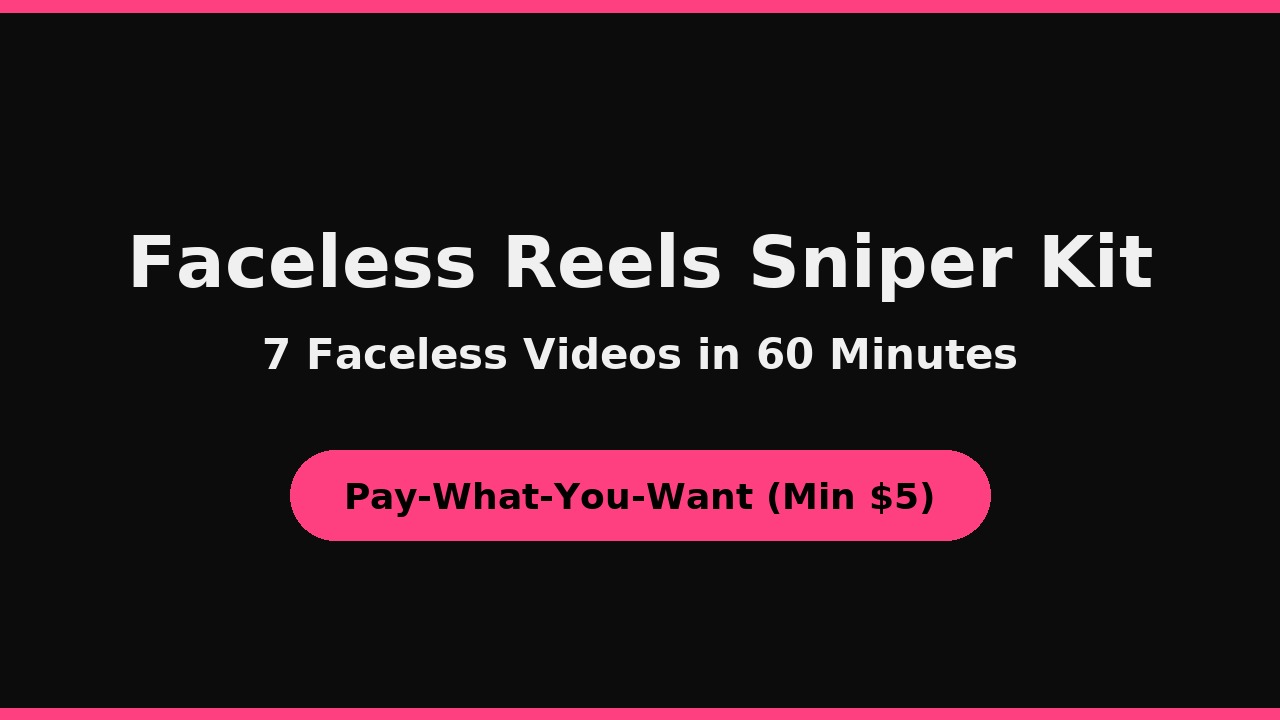 Faceless Reels Sniper Kit
7 Faceless Videos in 60 Minutes
Pay-What-You-Want (Min $5)